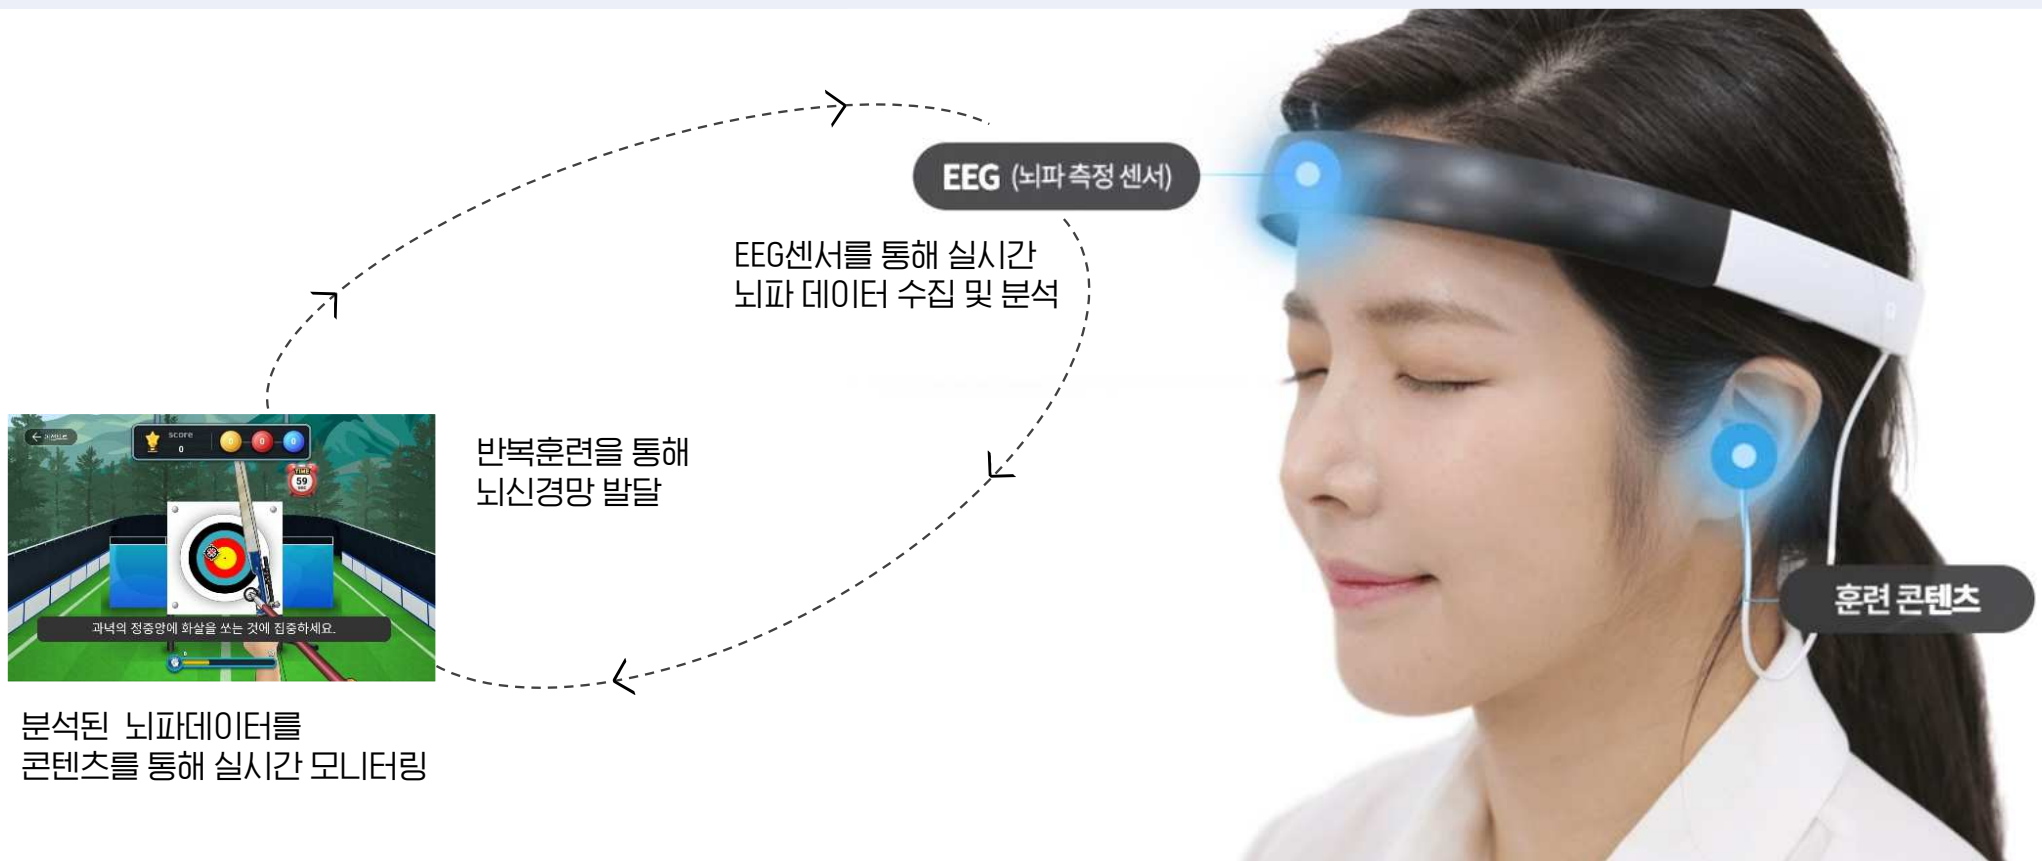 EEG (뇌파 측정 센서)
EEG센서를 통해 실시간
뇌파 데이터 수집 및 분석
반복훈련을 통해
뇌신경망 발달
score
0
0 0 0
TIME
59
SEC
과녁의 정중앙에 화살을 쏘는 것에 집중하세요.
훈련 콘텐츠
분석된 뇌파데이터를
콘텐츠를 통해 실시간 모니터링